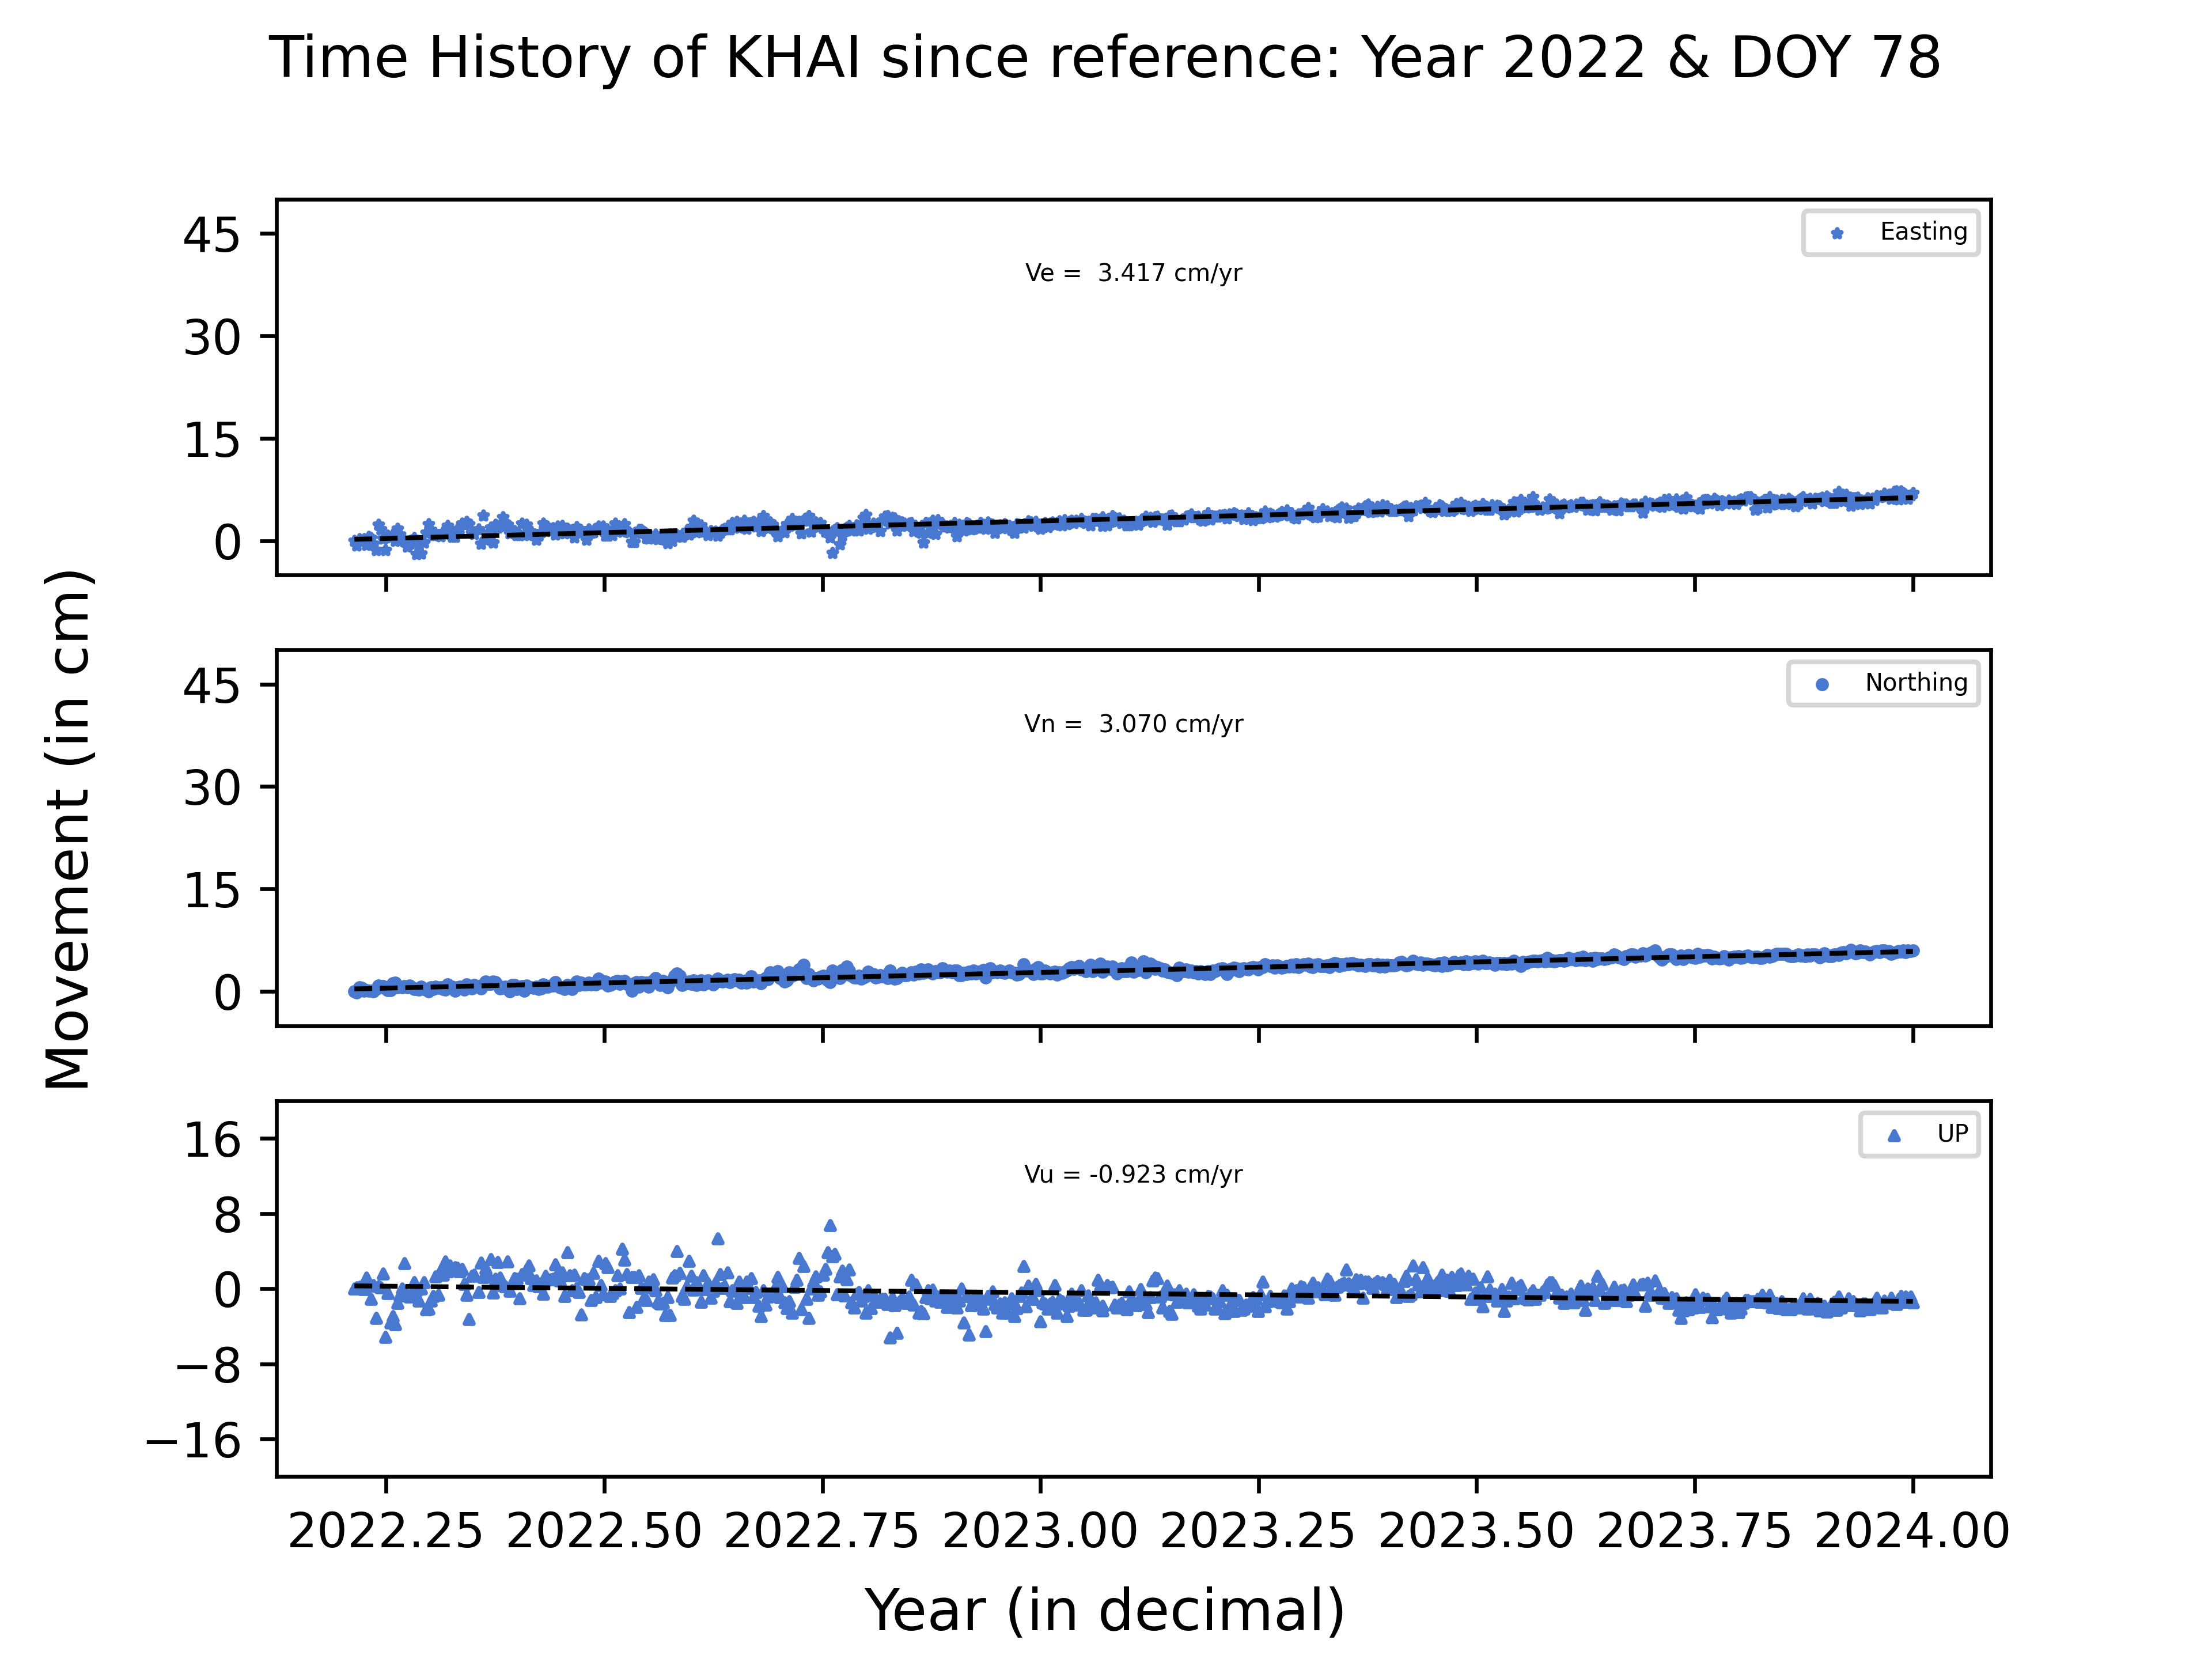 Time History of KHAI since reference: Year 2022 & DOY 78
45
30
15
0
Ve =  3.417 cm/yr
Easting
Movement (in cm)
45
30
15
0
Vn =  3.070 cm/yr
Northing
16
8
0
−8
−16
Vu = -0.923 cm/yr
UP
2022.25 2022.50 2022.75 2023.00 2023.25 2023.50 2023.75 2024.00
Year (in decimal)